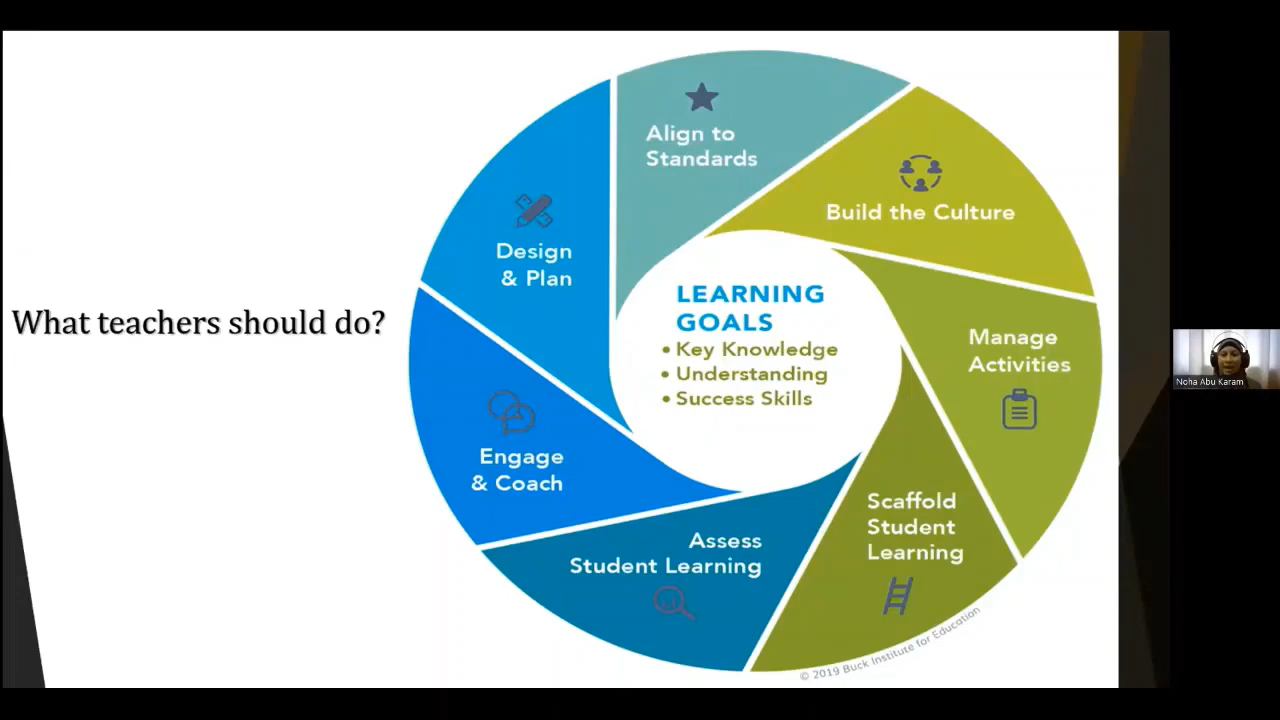 What teachers should do?
Align to
Standards
Build the Culture
Design
& Plan
LEARNING
GOALS
• Key Knowledge
• Understanding
• Success Skills
Manage
Activities
Engage
& Coach
Scaffold
Student
Learning
Assess
Student Learning
© 2019 Buck Institute for Education
Noha Abu Karam